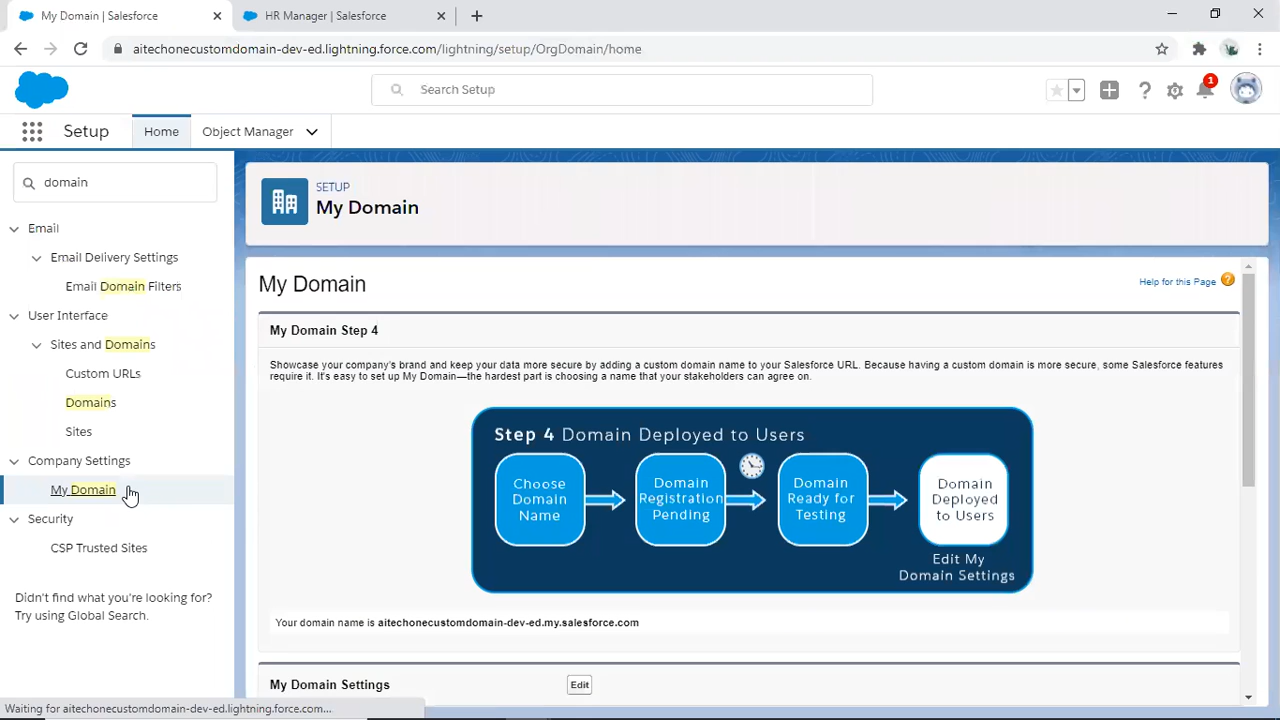 My Domain | Salesforce
HR Manager | Salesforce
aitechonecustomdomain-dev-ed.lightning.force.com/lightning/setup/OrgDomain/home
Search Setup
1
Setup
Home
Object Manager
domain
Email
Email Delivery Settings
Email Domain Filters
User Interface
Sites and Domains
Custom URLs
Domains
Sites
Company Settings
My Domain
Security
CSP Trusted Sites
Didn't find what you're looking for?
Try using Global Search.
SETUP
My Domain
My Domain
Help for this Page
My Domain Step 4
Showcase your company's brand and keep your data more secure by adding a custom domain name to your Salesforce URL. Because having a custom domain is more secure, some Salesforce features
require it. It's easy to set up My Domain—the hardest part is choosing a name that your stakeholders can agree on.
Step 4 Domain Deployed to Users
Choose
Domain
Name
Domain
Registration
Pending
Domain
Ready for
Testing
Domain
Deployed
to Users
Edit My
Domain Settings
Your domain name is aitechonecustomdomain-dev-ed.my.salesforce.com
My Domain Settings
Edit
Waiting for aitechonecustomdomain-dev-ed.lightning.force.com...